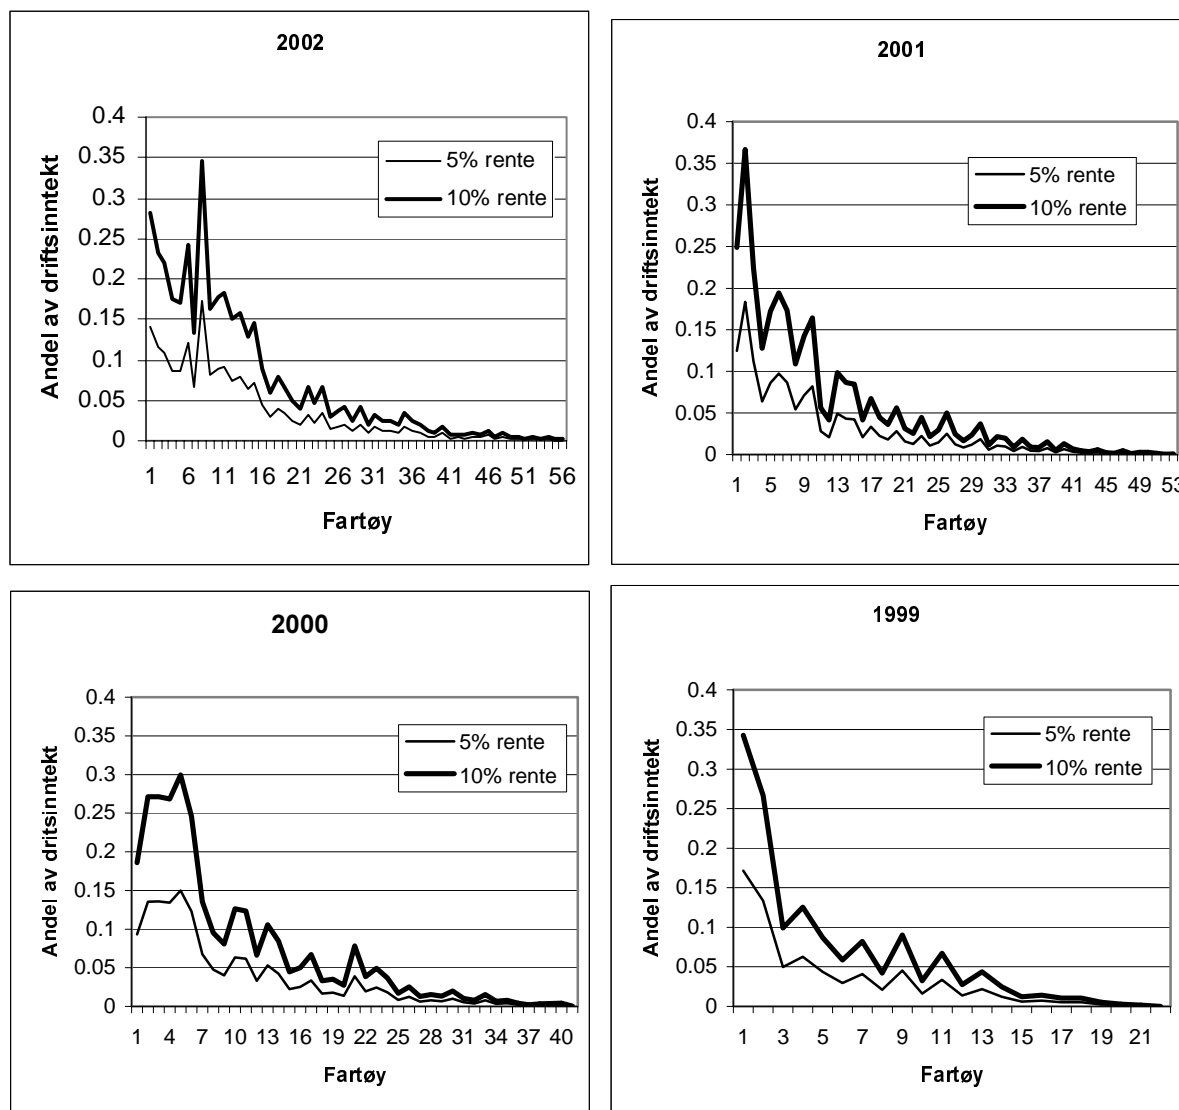 2002
0.4
0.35
0.3
0.25
0.2
0.15
0.1
0.05
0
Andel av driftsinntekt
5% rente
10% rente
1 6 11 16 21 26 31 36 41 46 51 56
Fartøy
2001
0.4
0.35
0.3
0.25
0.2
0.15
0.1
0.05
0
Andel av driftsinntekt
5% rente
10% rente
1 5 9 13 17 21 25 29 33 37 41 45 49 53
Fartøy
2000
0.4
0.35
0.3
0.25
0.2
0.15
0.1
0.05
0
Andel av dritsinntekt
5% rente
10% rente
1 4 7 10 13 16 19 22 25 28 31 34 37 40
Fartøy
1999
0.4
0.35
0.3
0.25
0.2
0.15
0.1
0.05
0
Andel av driftsinntekt
5% rente
10% rente
1 3 5 7 9 11 13 15 17 19 21
Fartøy